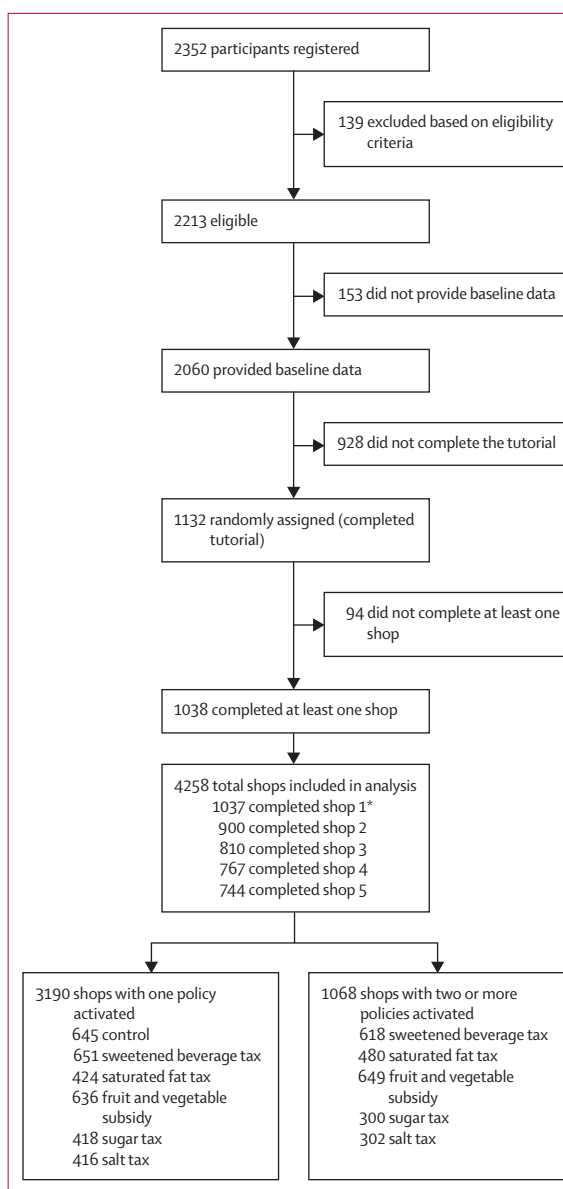 2352 participants registered
139 excluded based on eligibility
criteria
2213 eligible
153 did not provide baseline data
2060 provided baseline data
928 did not complete the tutorial
1132 randomly assigned (completed
tutorial)
94 did not complete at least one
shop
1038 completed at least one shop
4258 total shops included in analysis
1037 completed shop 1*
900 completed shop 2
810 completed shop 3
767 completed shop 4
744 completed shop 5
3190 shops with one policy
activated
645 control
651 sweetened beverage tax
424 saturated fat tax
636 fruit and vegetable
subsidy
418 sugar tax
416 salt tax
1068 shops with two or more
policies activated
618 sweetened beverage tax
480 saturated fat tax
649 fruit and vegetable
subsidy
300 sugar tax
302 salt tax